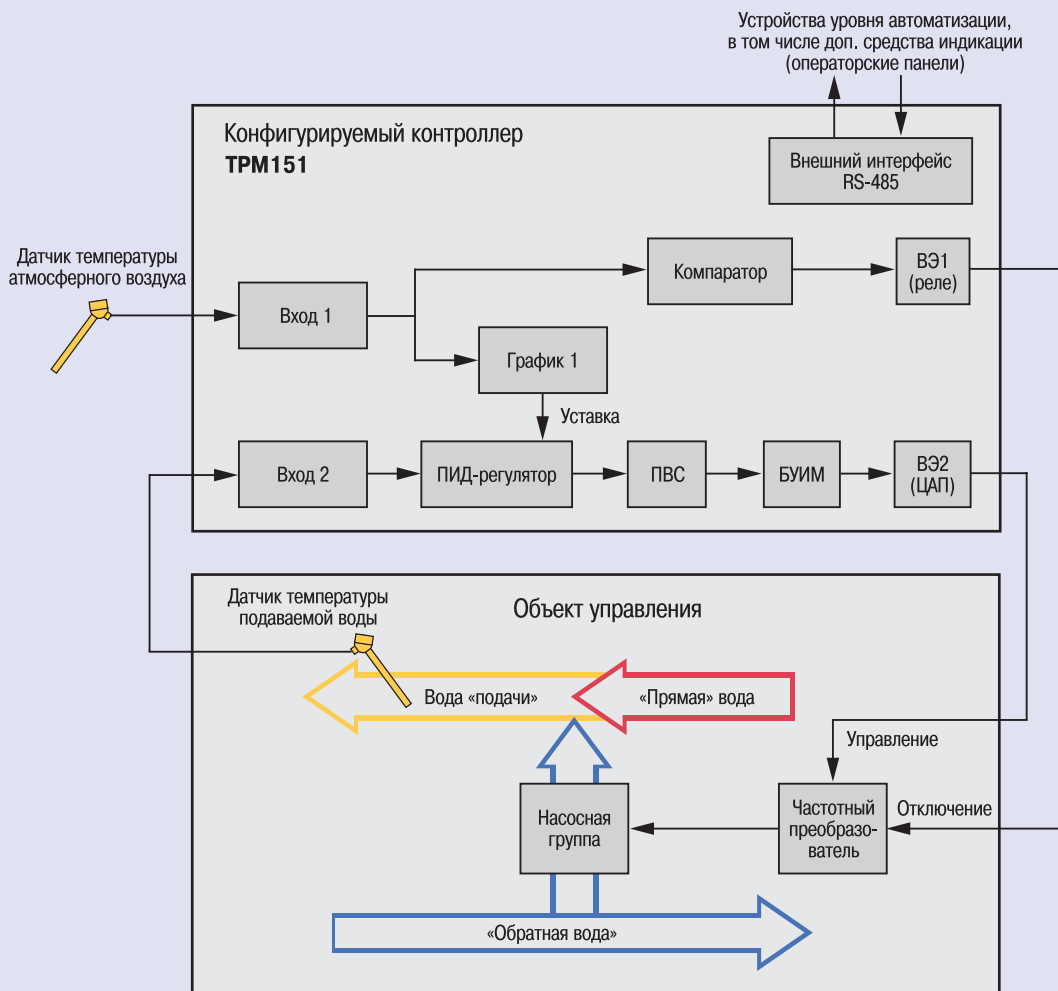 Устройства уровня автоматизации,
в том числе доп. средства индикации
(операторские панели)
Конфигурируемый контроллер
ТРМ151
Внешний интерфейс
RS-485
Датчик температуры
атмосферного воздуха
Вход 1
Компаратор
ВЭ1
(реле)
График 1
Уставка
Вход 2
ПИД-регулятор
ПВС
БУИМ
ВЭ2
(ЦАП)
Датчик температуры
подаваемой воды
Объект управления
Вода «подачи»
«Прямая» вода
Управление
Насосная
группа
Частотный
преобразо-
ватель
Отключение
«Обратная вода»